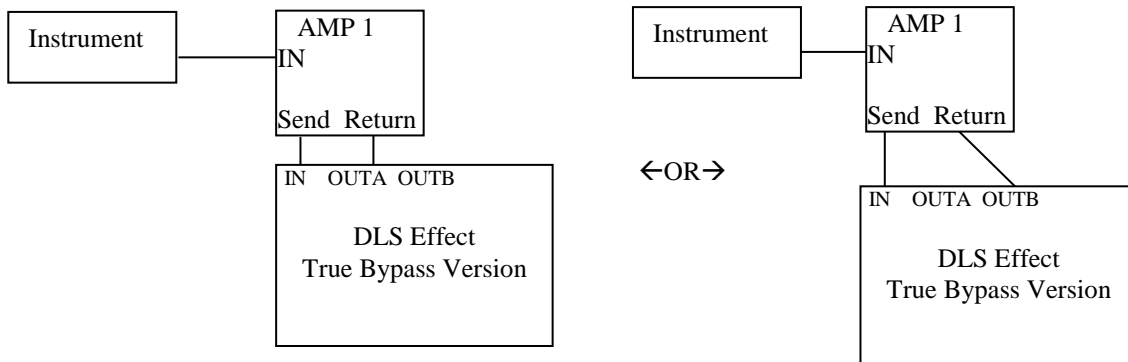 Instrument
AMP 1
IN
Send Return
IN OUTA OUTB
DLS Effect
True Bypass Version
←OR→
Instrument
AMP 1
IN
Send Return
IN OUTA OUTB
DLS Effect
True Bypass Version